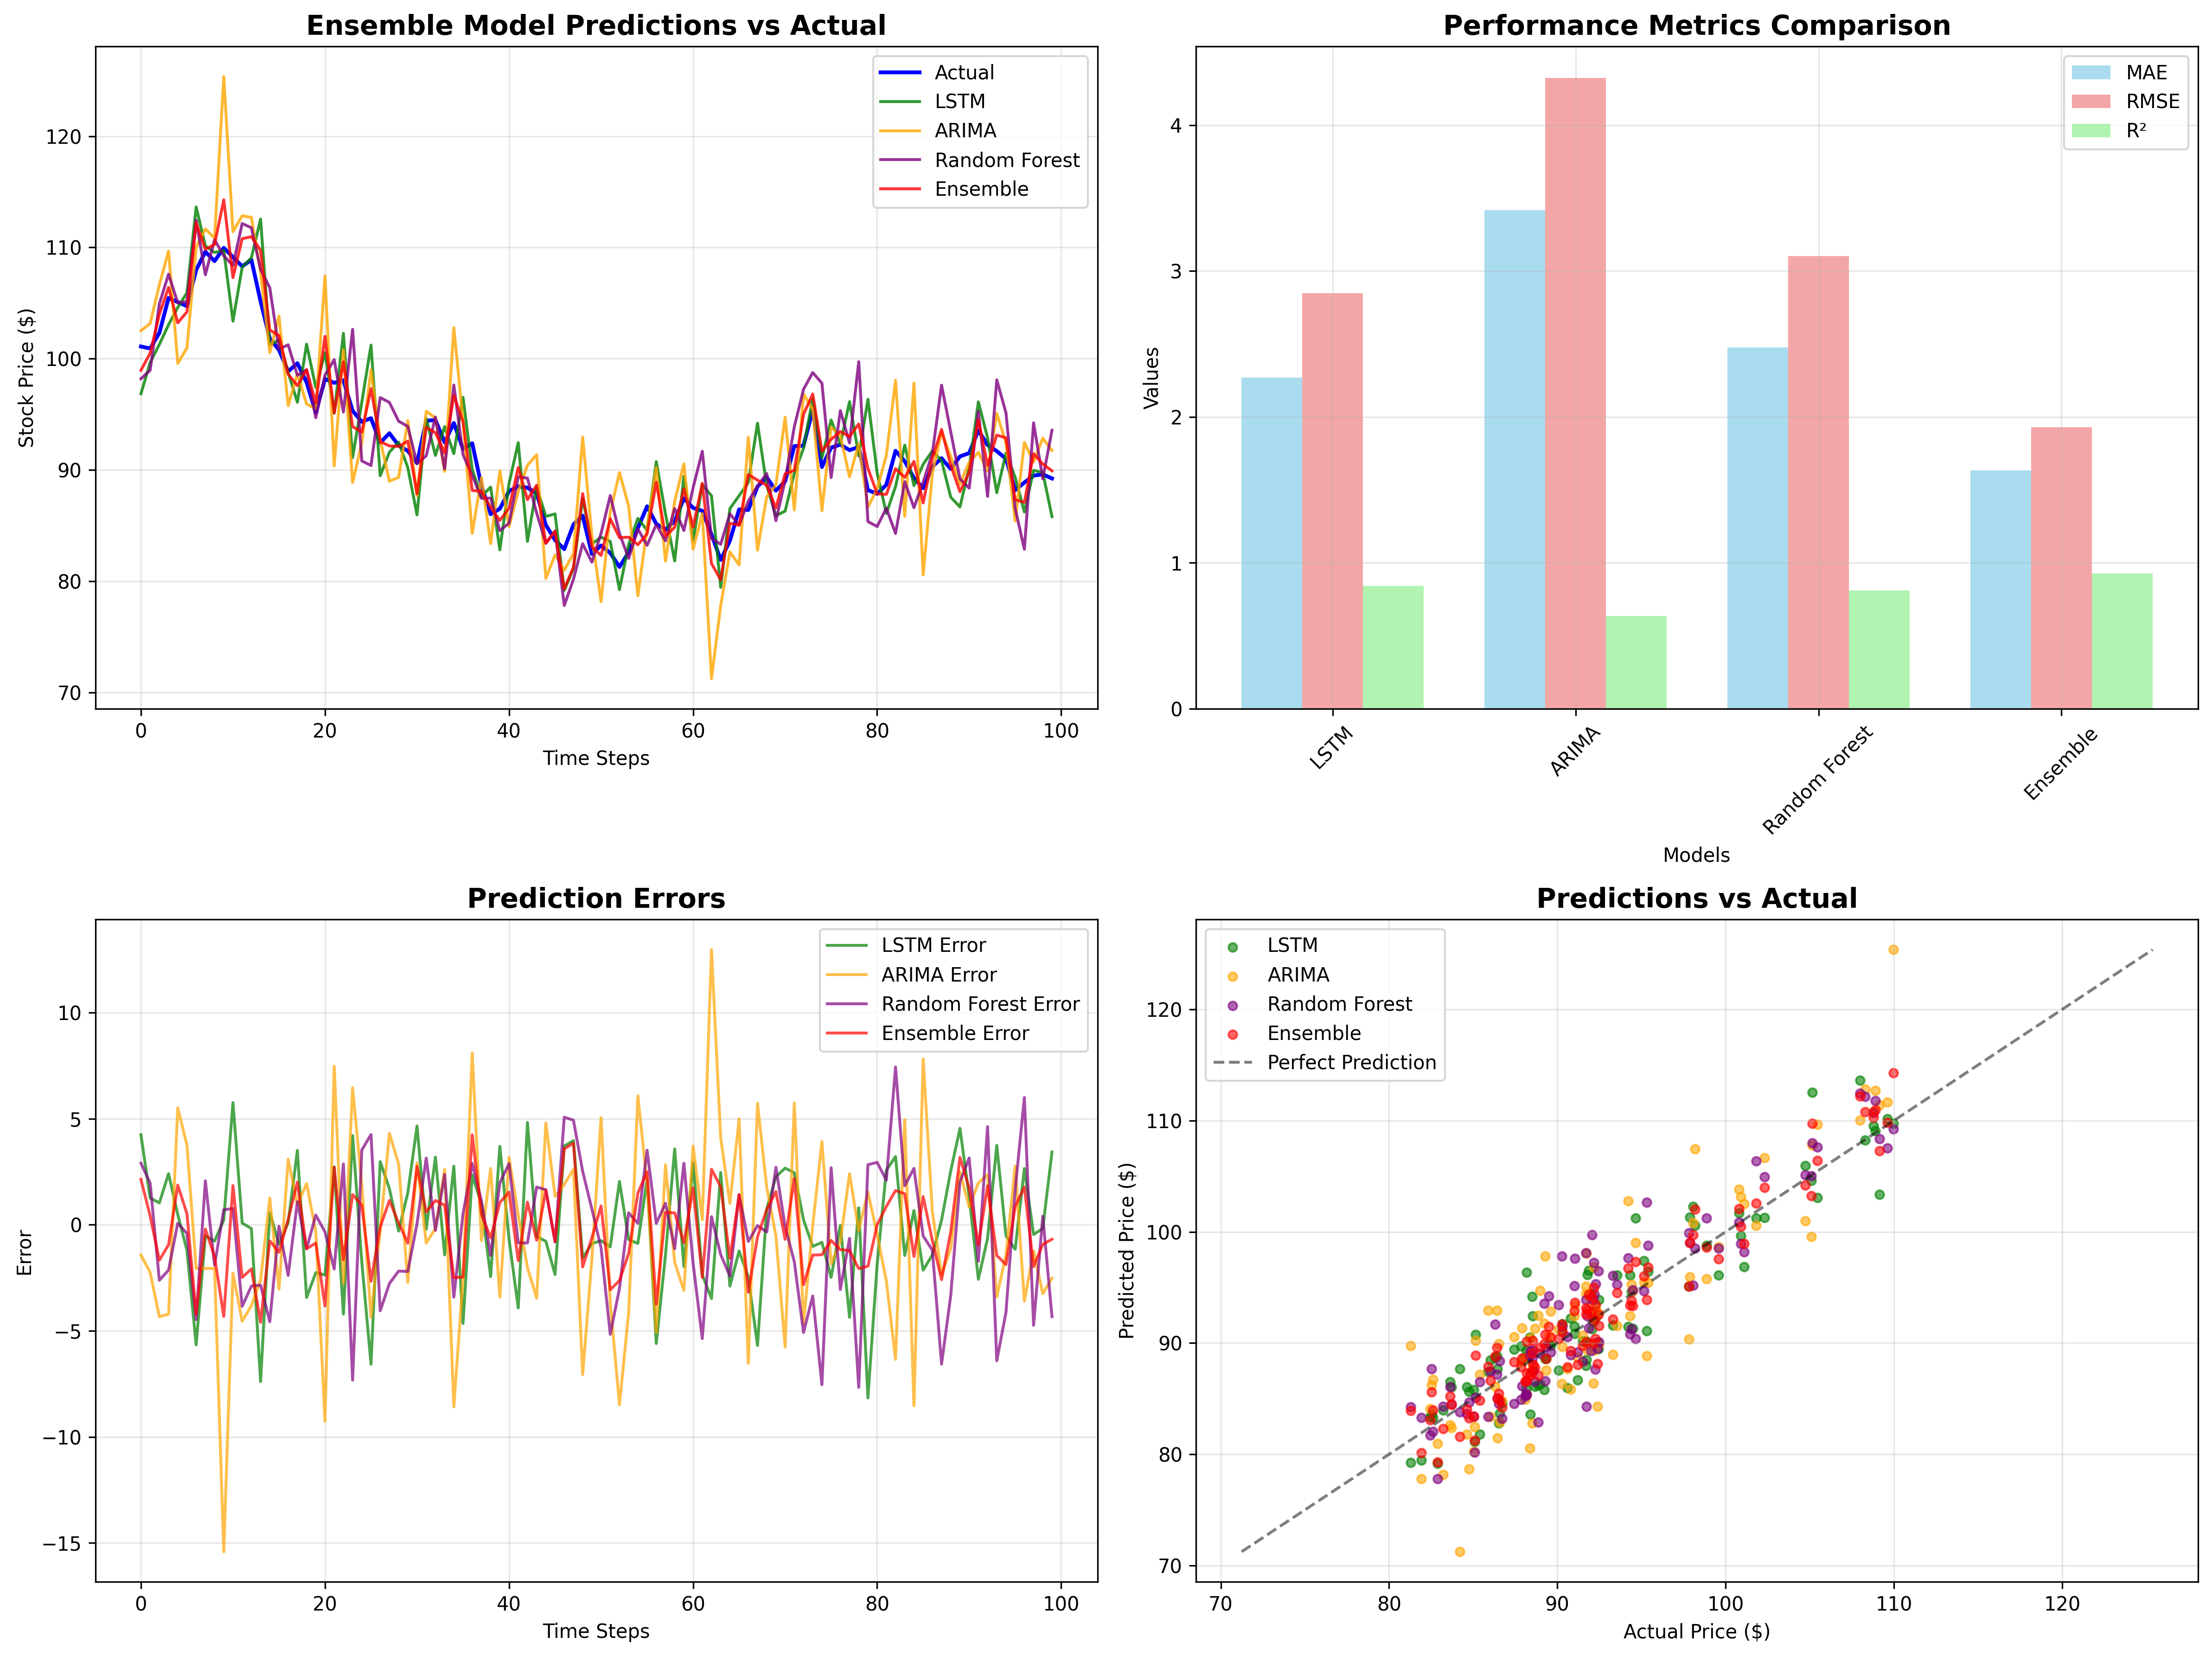 Ensemble Model Predictions vs Actual
Stock Price ($)
120
110
100
90
80
70
0 20 40 60 80 100
Time Steps
Actual
LSTM
ARIMA
Random Forest
Ensemble
Performance Metrics Comparison
Values
4
3
2
1
0
LSTM ARIMA Random Forest Ensemble
Models
MAE
RMSE
R²
Prediction Errors
Error
10
5
0
−5
−10
−15
0 20 40 60 80 100
Time Steps
LSTM Error
ARIMA Error
Random Forest Error
Ensemble Error
Predictions vs Actual
Predicted Price ($)
120
110
100
90
80
70
70 80 90 100 110 120
Actual Price ($)
LSTM
ARIMA
Random Forest
Ensemble
Perfect Prediction